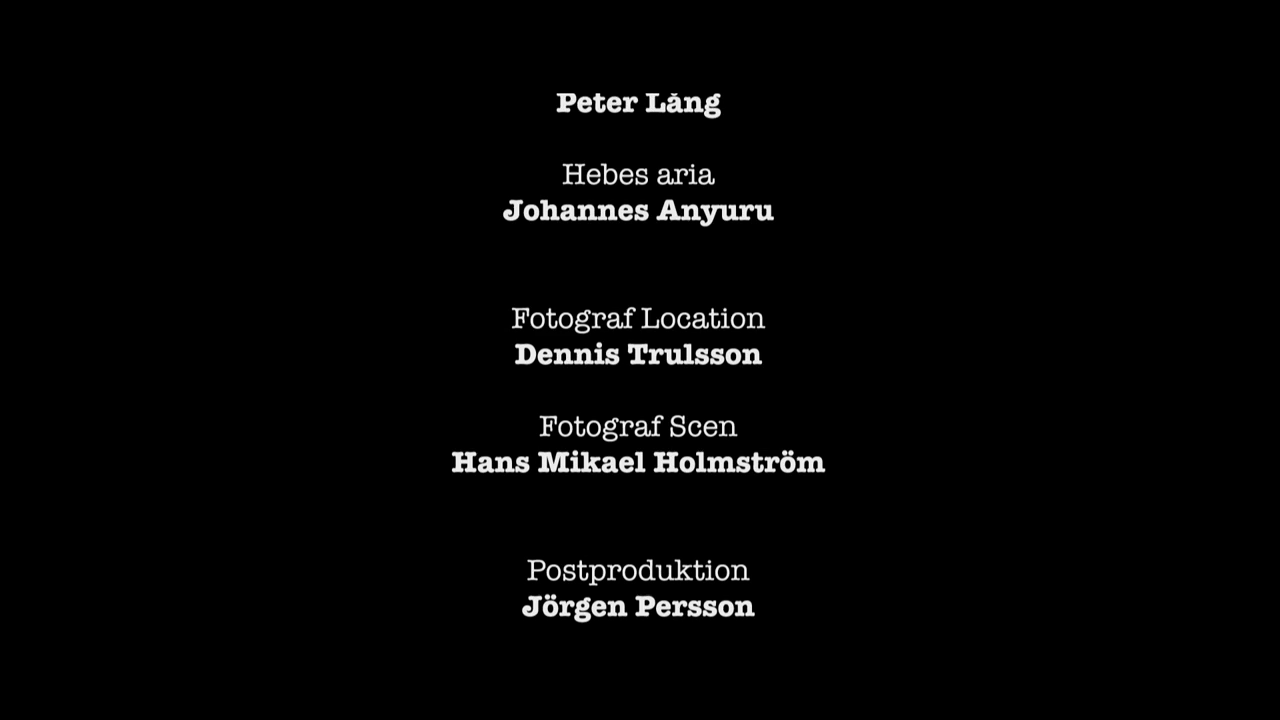 Peter Lång
Hebes aria
Johannes Anyuru
Fotograf Location
Dennis Trulsson
Fotograf Scen
Hans Mikael Holmström
Postproduktion
Jörgen Persson